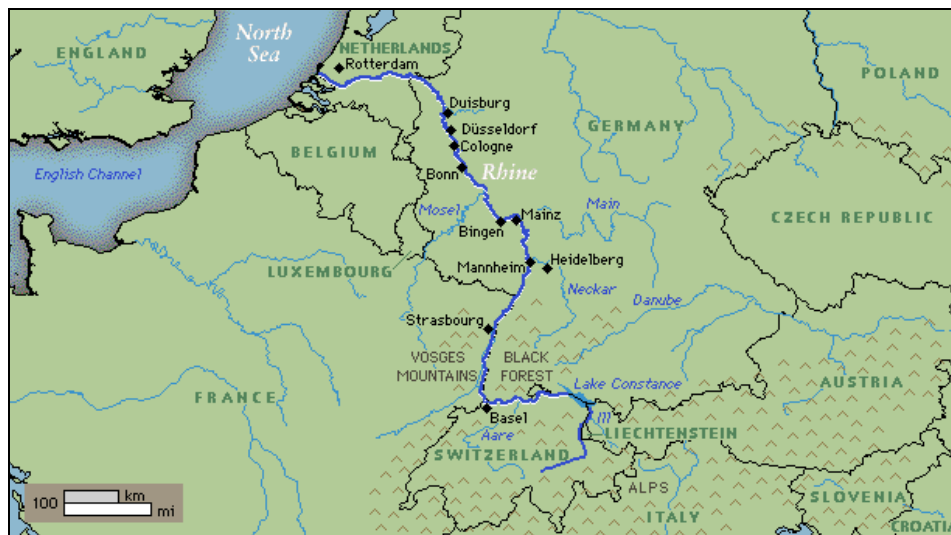 North
Sea
ENGLAND
NETHERLANDS
Rotterdam
POLAND
Duisburg
Düsseldorf
GERMANY
Cologne
BELGIUM
English Channel
Bonn
Rhine
Mosel
Main
Mainz
Bingen
CZECH REPUBLIC
LUXEMBOURG
Mannheim
Heidelberg
Neckar
Danube
Strasbourg
VOSGES
MOUNTAINS
BLACK
FOREST
Lake Constance
AUSTRIA
FRANCE
Basel
Ill
Aare
LIECHTENSTEIN
SWITZERLAND
ALPS
100
km
mi
SLOVENIA
ITALY
CROATIA